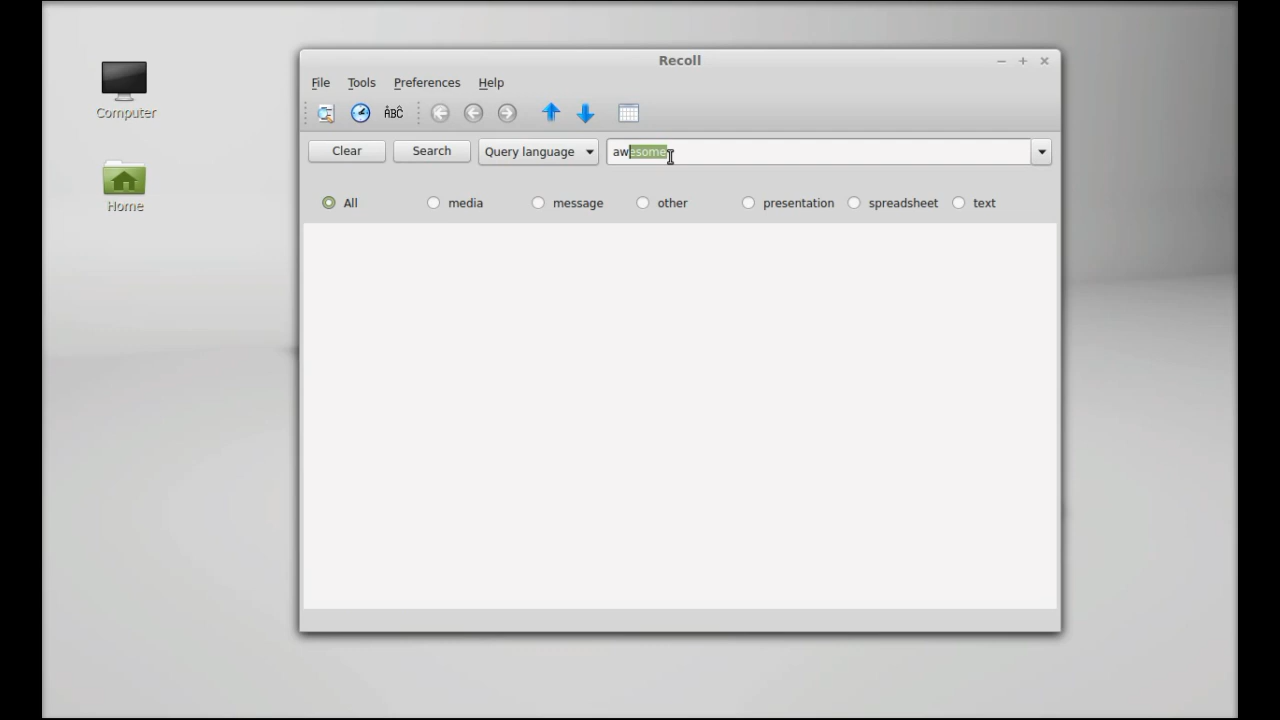 Recoll
File Tools Preferences Help
ABC
Clear Search Query language awesome
All media message other presentation spreadsheet text
Computer
Home